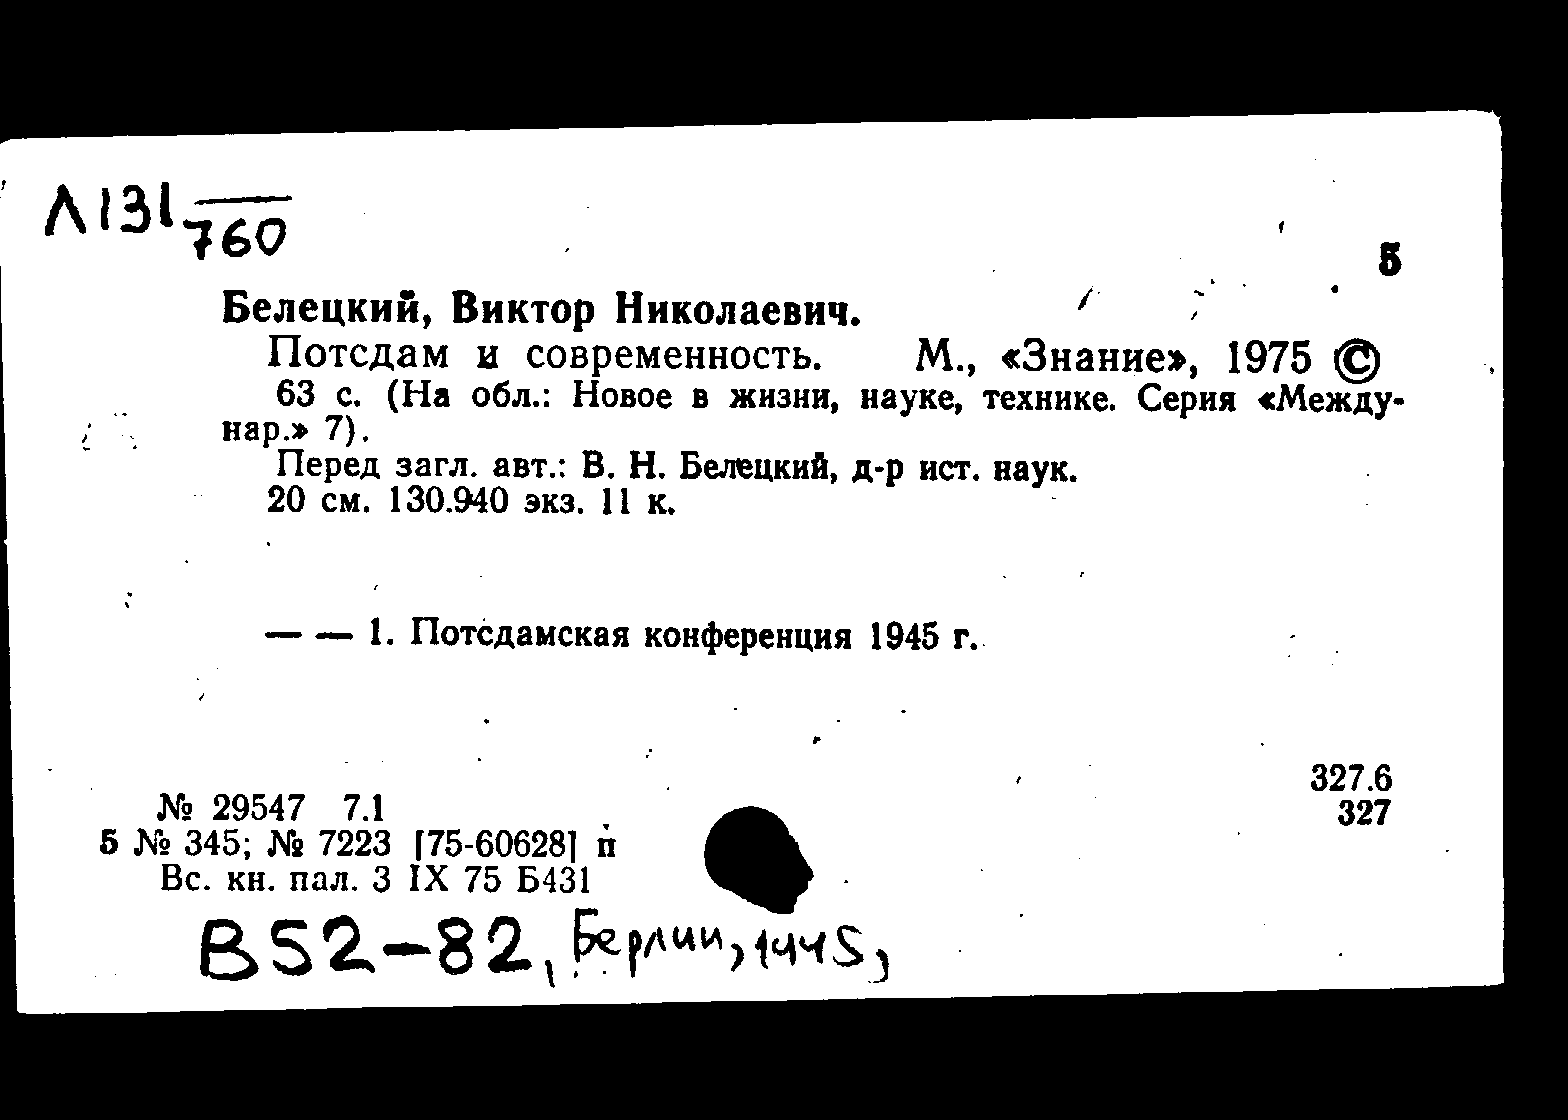 Л131
760
5
Белецкий, Виктор Николаевич.
Потсдам и современность. М., «Знание», 1975 ©
63 с. (На обл.: Новое в жизни, науке, технике. Серия «Между-
нар.» 7).
Перед загл. авт.: В. Н. Белецкий, д-р ист. наук.
20 см. 130.940 экз. 11 к.
— — 1. Потсдамская конференция 1945 г.
327.6
№ 29547 7.1
327
5 № 345; № 7223 [75-60628] п
Вс. кн. пал. 3 IX 75 Б431
В52-82, Берлин,